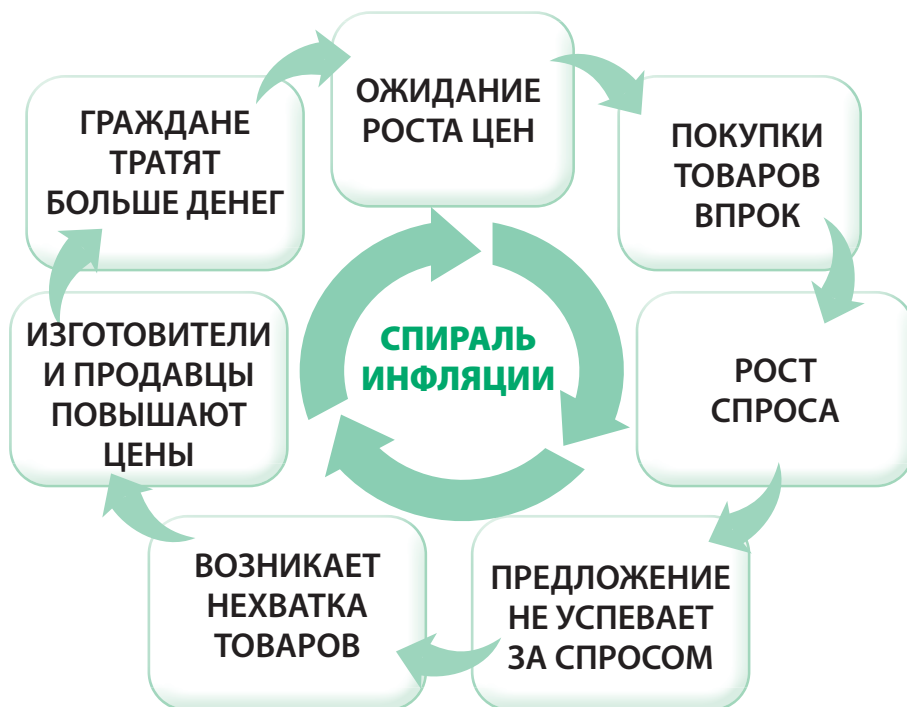 ОЖИДАНИЕ
РОСТА ЦЕН
ПОКУПКИ
ТОВАРОВ
ВПРОК
РОСТ
СПРОСА
ПРЕДЛОЖЕНИЕ
НЕ УСПЕВАЕТ
ЗА СПРОСОМ
ВОЗНИКАЕТ
НЕХВАТКА
ТОВАРОВ
ИЗГОТОВИТЕЛИ
И ПРОДАВЦЫ
ПОВЫШАЮТ
ЦЕНЫ
ГРАЖДАНЕ
ТРАТЯТ
БОЛЬШЕ ДЕНЕГ
СПИРАЛЬ
ИНФЛЯЦИИ